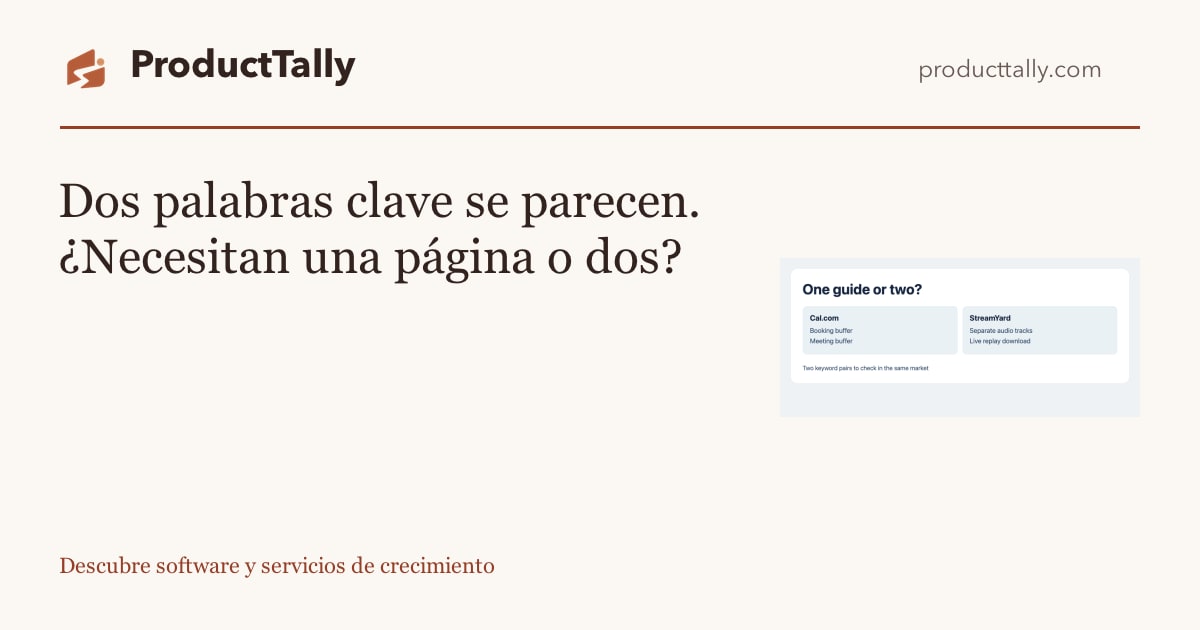 ProductTally
producttally.com
Dos palabras clave se parecen.
¿Necesitan una página o dos?
One guide or two?
Cal.com
Booking buffer
Meeting buffer
StreamYard
Separate audio tracks
Live replay download
Two keyword pairs to check in the same market
Descubre software y servicios de crecimiento